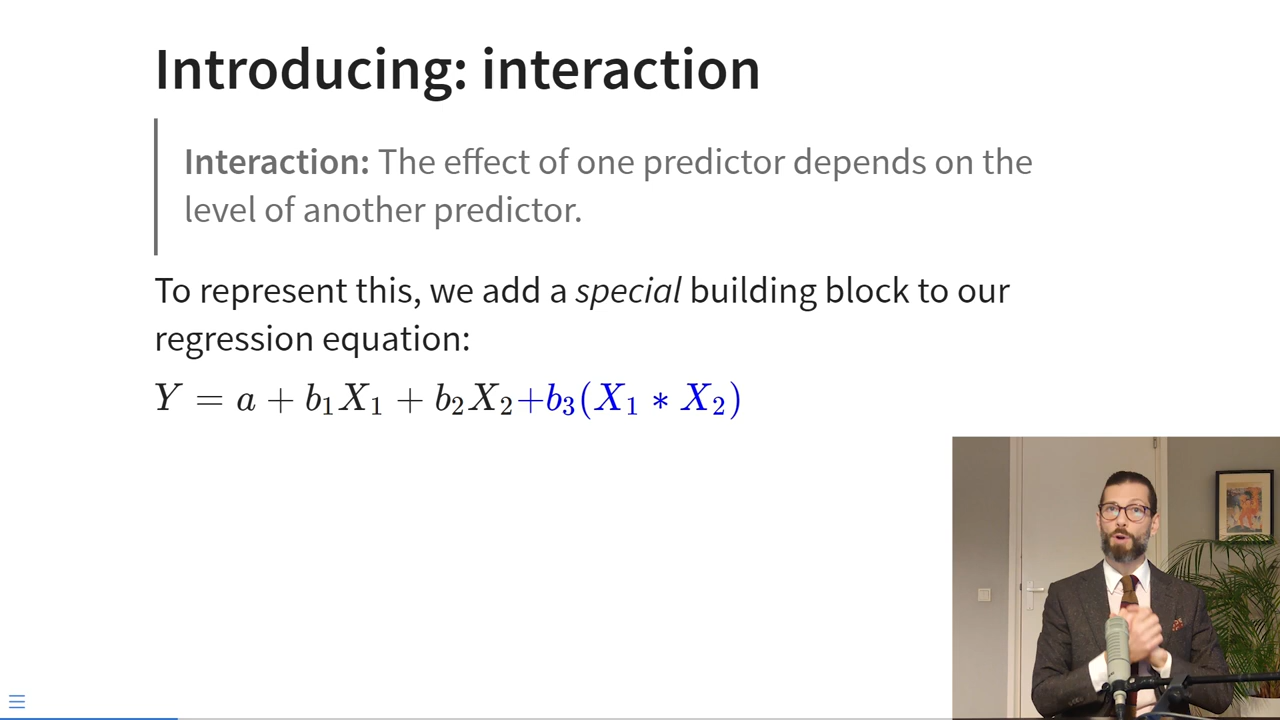 Introducing: interaction
Interaction: The effect of one predictor depends on the
level of another predictor.
To represent this, we add a special building block to our
regression equation:
Y = a + b₁X₁ + b₂X₂+b₃(X₁ * X₂)